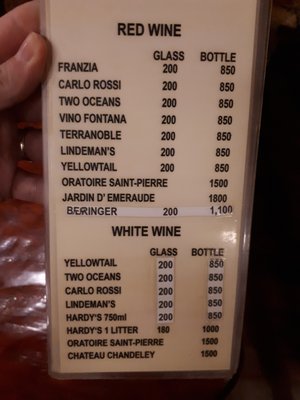 RED WINE
GLASS BOTTLE
FRANZIA 200 850
CARLO ROSSI 200 850
TWO OCEANS 200 850
VINO FONTANA 200 850
TERRANOBLE 200 850
LINDEMAN'S 200 850
YELLOWTAIL 200 850
ORATOIRE SAINT-PIERRE 1500
JARDIN D' EMERAUDE 1800
BERINGER 200 1,100
WHITE WINE
GLASS BOTTLE
YELLOWTAIL 200 850
TWO OCEANS 200 850
CARLO ROSSI 200 850
LINDEMAN'S 200 850
HARDY'S 750ml 200 850
HARDY'S 1 LITTER 180 1000
ORATOIRE SAINT-PIERRE 1500
CHATEAU CHANDELEY 1500